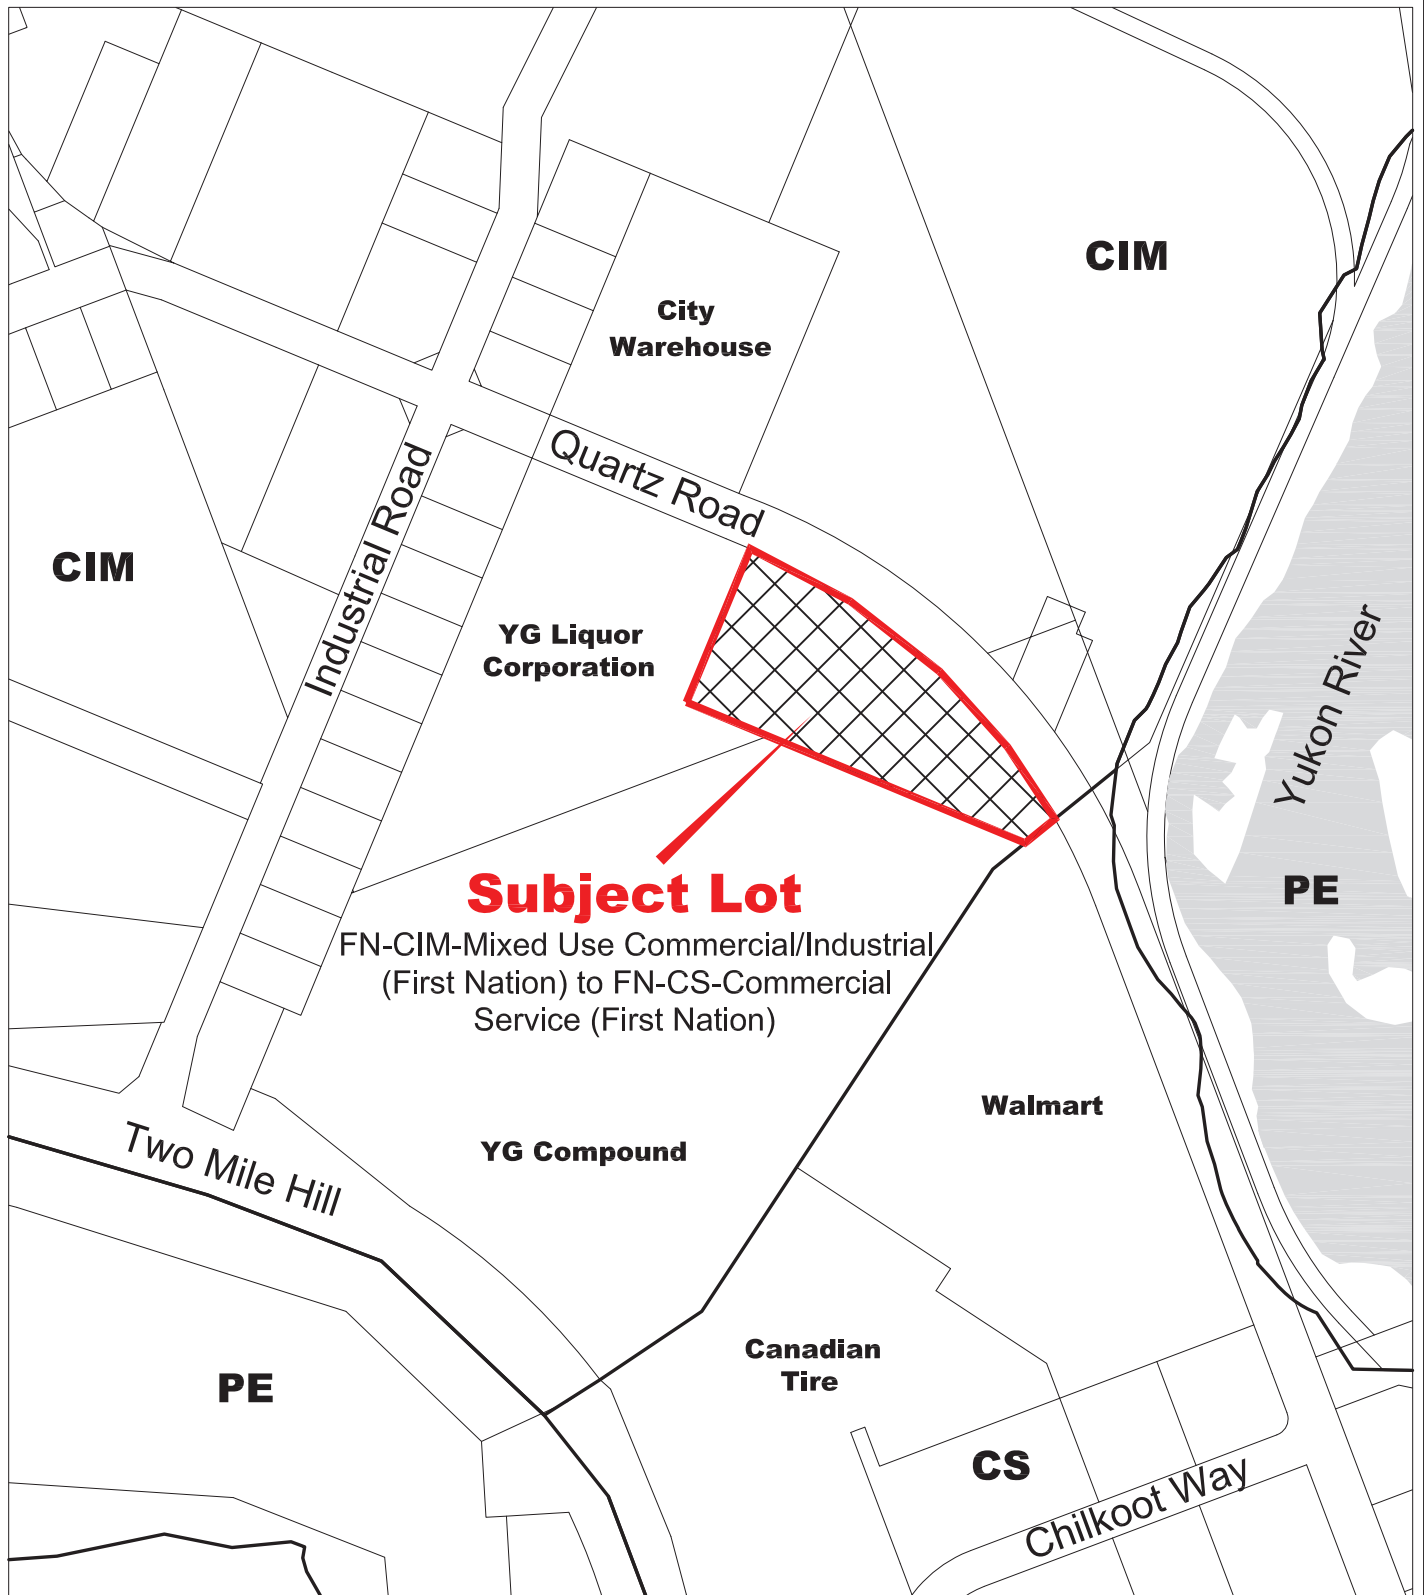 CIM
City
Warehouse
Quartz Road
Industrial Road
CIM
YG Liquor
Corporation
Yukon River
PE
Subject Lot
FN-CIM-Mixed Use Commercial/Industrial
(First Nation) to FN-CS-Commercial
Service (First Nation)
Walmart
YG Compound
Two Mile Hill
Canadian
Tire
PE
CS
Chilkoot Way